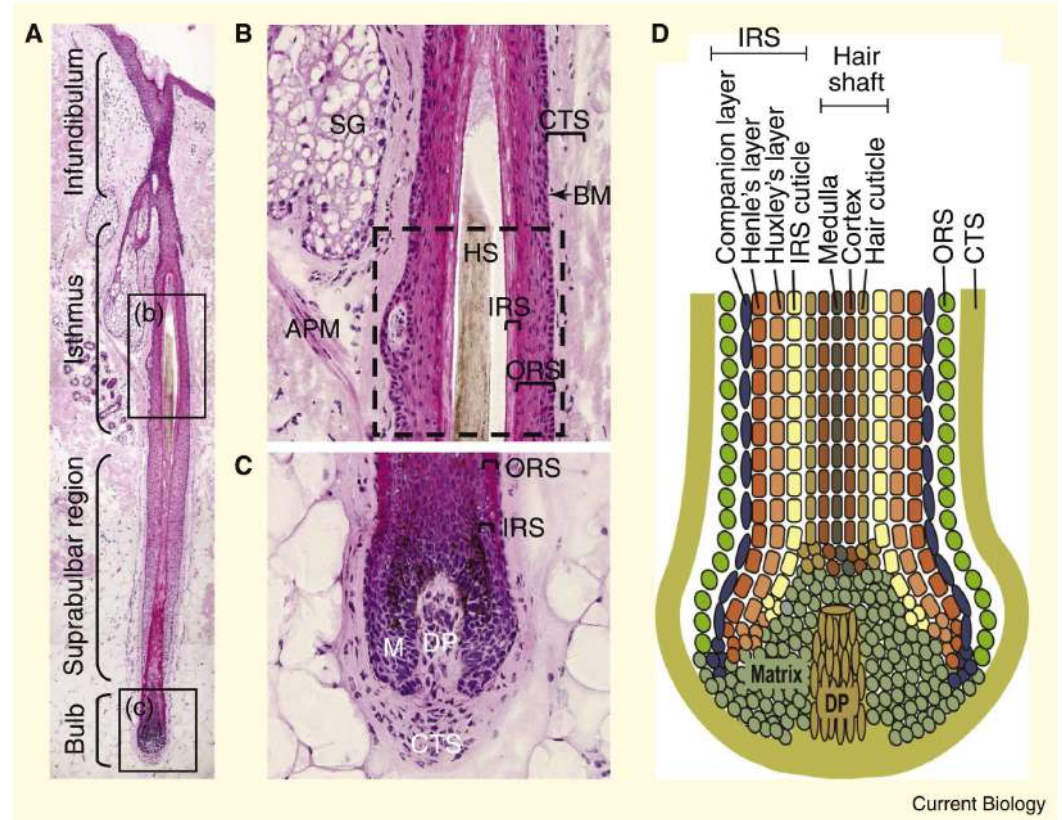 A
Infundibulum
Isthmus
Suprabulbar region
Bulb
(b)
(c)
B
SG
CTS
BM
HS
IRS
APM
ORS
C
ORS
IRS
M
DP
CTS
D
IRS
Hair
shaft
Companion layer
Henle's layer
Huxley's layer
IRS cuticle
Medulla
Cortex
Hair cuticle
ORS
CTS
Matrix
DP
Current Biology